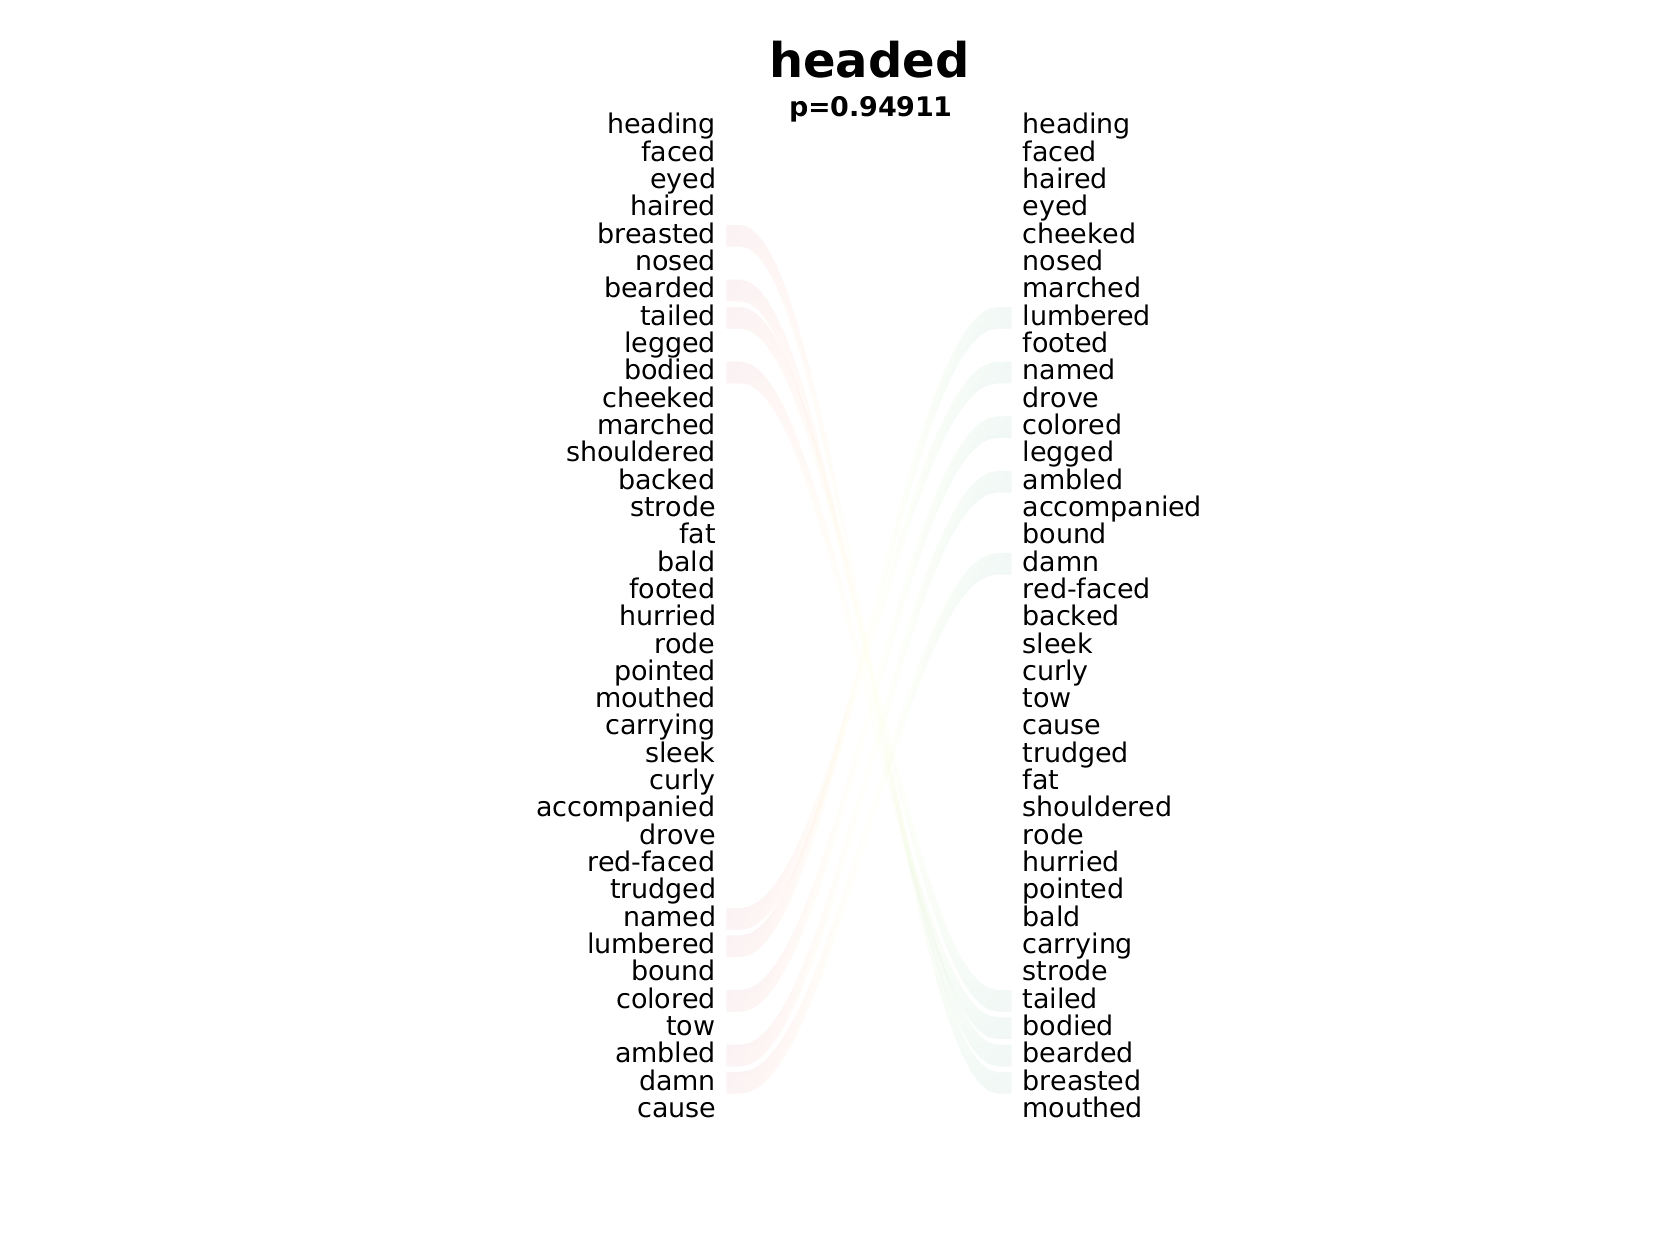 headed
p=0.94911
heading heading
faced faced
eyed haired
haired eyed
breasted cheeked
nosed nosed
bearded marched
tailed lumbered
legged footed
bodied named
cheeked drove
marched colored
shouldered legged
backed ambled
strode accompanied
fat bound
bald damn
footed red-faced
hurried backed
rode sleek
pointed curly
mouthed tow
carrying cause
sleek trudged
curly fat
accompanied shouldered
drove rode
red-faced hurried
trudged pointed
named bald
lumbered carrying
bound strode
colored tailed
tow bodied
ambled bearded
damn breasted
cause mouthed